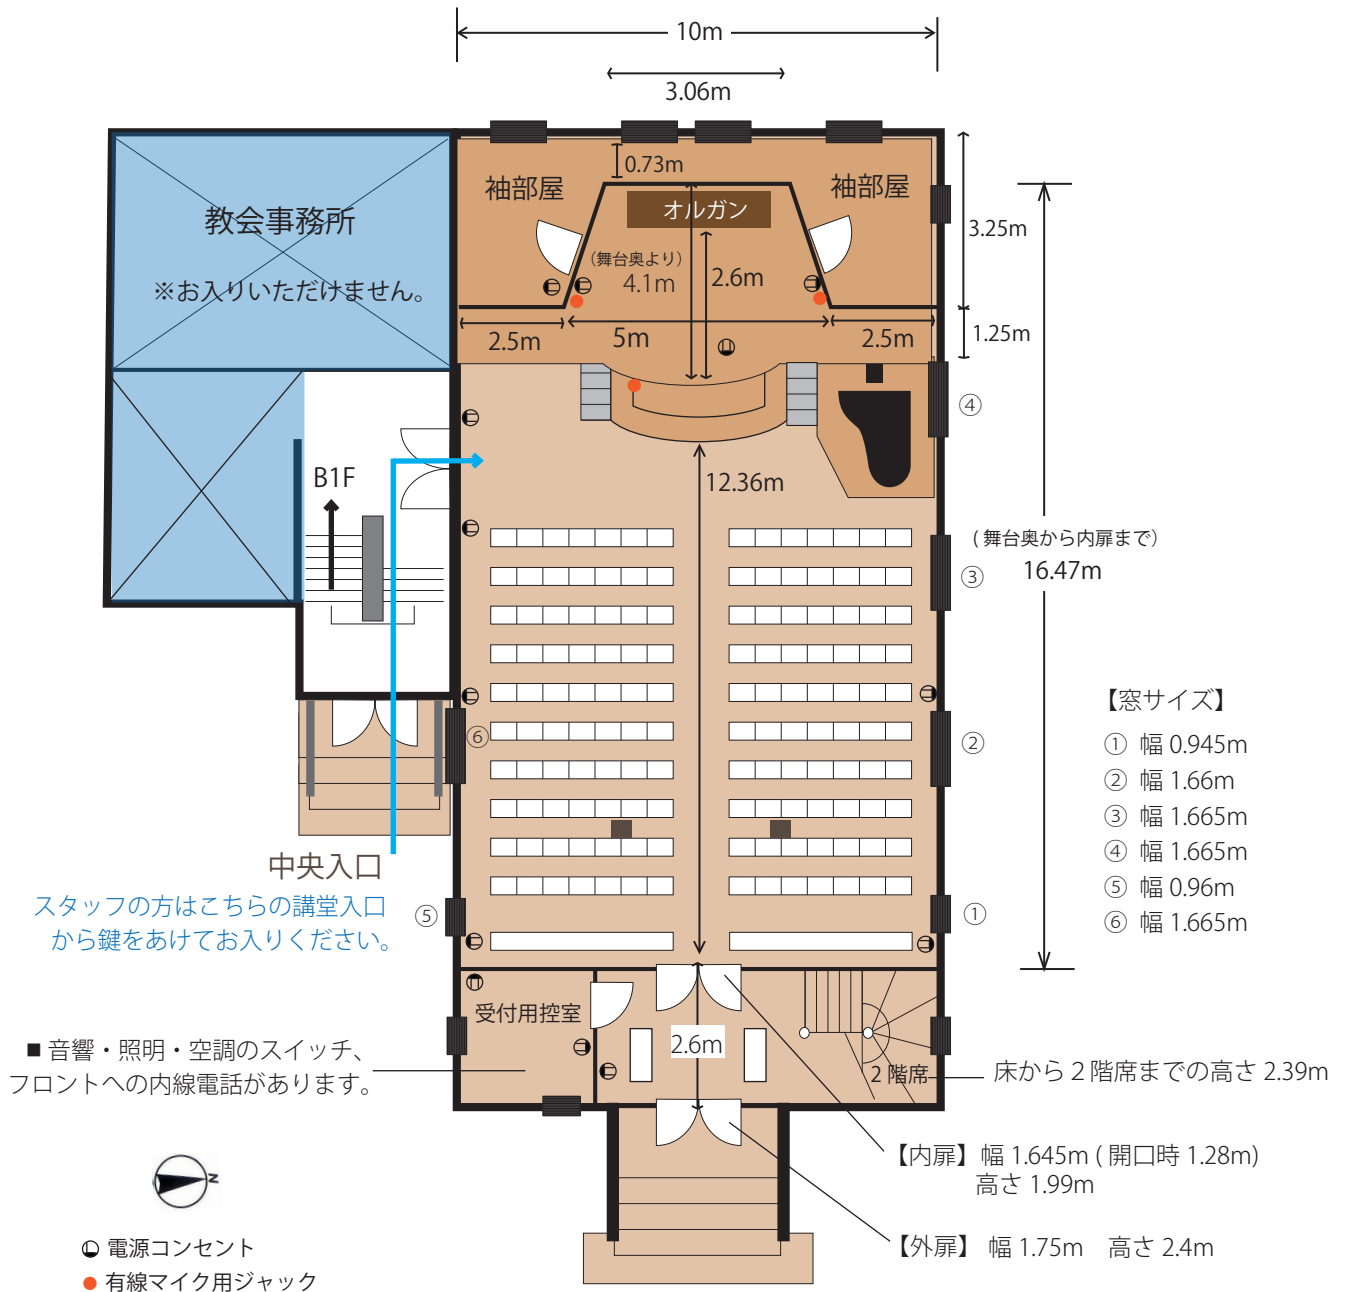 10m
3.06m
0.73m
袖部屋
袖部屋
オルガン
教会事務所
※お入りいただけません。
3.25m
(舞台奥より)
4.1m
2.6m
2.5m
5m
2.5m
1.25m
④
B1F
12.36m
(舞台奥から内扉まで)
16.47m
③
⑥
②
【窓サイズ】
① 幅 0.945m
② 幅 1.66m
③ 幅 1.665m
④ 幅 1.665m
⑤ 幅 0.96m
⑥ 幅 1.665m
中央入口
スタッフの方はこちらの講堂入口
から鍵をあけてお入りください。
⑤
①
受付用控室
2.6m
■ 音響・照明・空調のスイッチ、
フロントへの内線電話があります。
2階席
床から2階席までの高さ 2.39m
【内扉】幅 1.645m (開口時 1.28m)
高さ 1.99m
【外扉】 幅 1.75m 高さ 2.4m
N
電源コンセント
有線マイク用ジャック